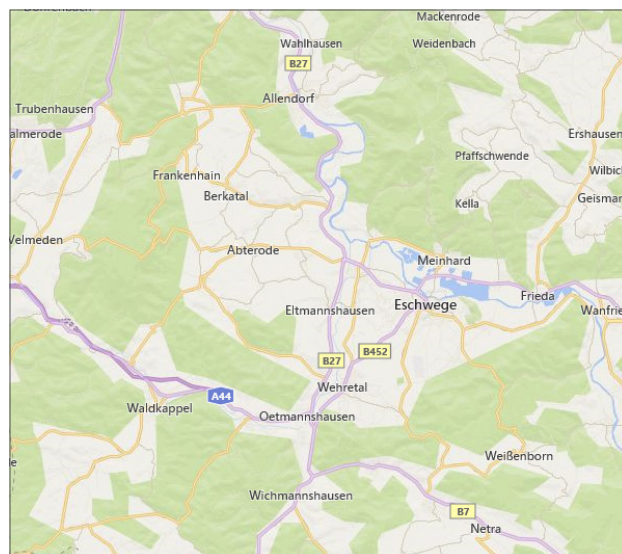 Mackenrode
Wahlhausen
Weidenbach
B27
Allendorf
Trubenhausen
Ershausen
almerode
Pfaffschwende
Wilbich
Frankenhain
Berkatal
Kella
Geismar
Velmeden
Abterode
Meinhard
Frieda
Eschwege
Eltmannshausen
Wanfrie
B452
B27
Wehretal
A44
Waldkappel
Oetmannshausen
Weißenborn
e
Wichmannshausen
B7
Netra